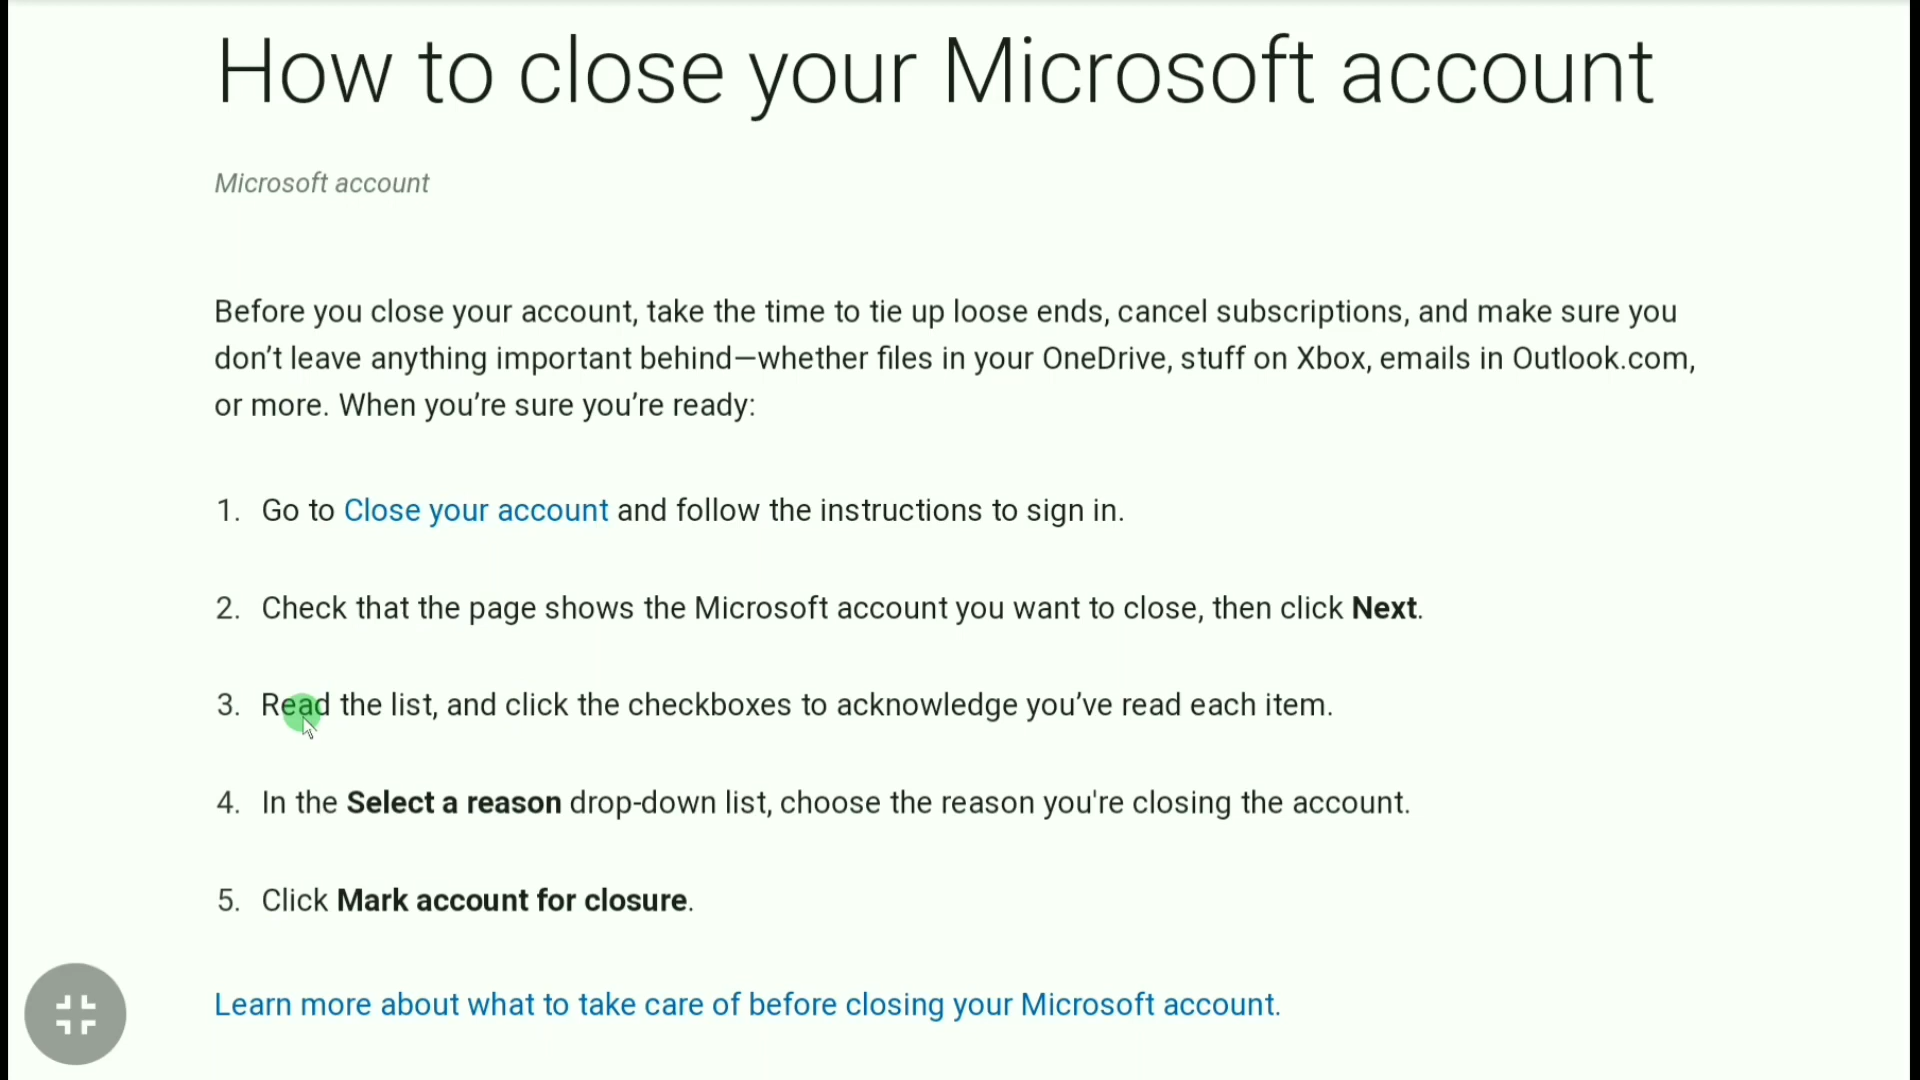 How to close your Microsoft account
Microsoft account
Before you close your account, take the time to tie up loose ends, cancel subscriptions, and make sure you
don’t leave anything important behind—whether files in your OneDrive, stuff on Xbox, emails in Outlook.com,
or more. When you’re sure you’re ready:
1. Go to Close your account and follow the instructions to sign in.
2. Check that the page shows the Microsoft account you want to close, then click Next.
3. Read the list, and click the checkboxes to acknowledge you’ve read each item.
4. In the Select a reason drop-down list, choose the reason you're closing the account.
5. Click Mark account for closure.
Learn more about what to take care of before closing your Microsoft account.